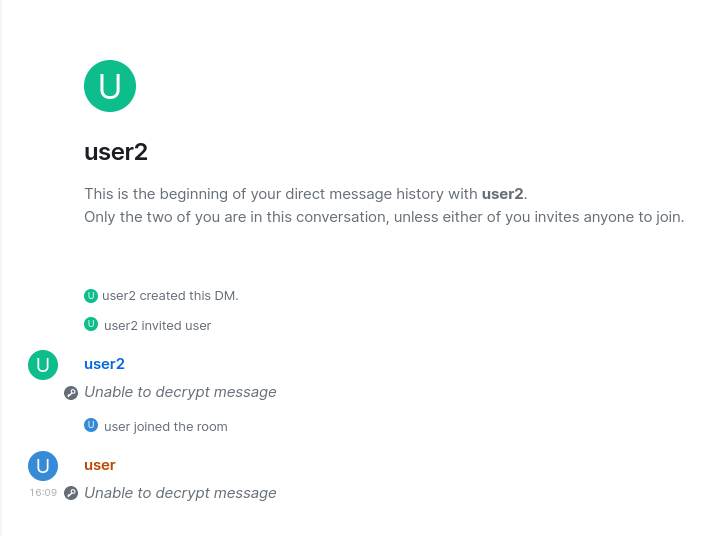 U
user2
This is the beginning of your direct message history with user2.
Only the two of you are in this conversation, unless either of you invites anyone to join.
U user2 created this DM.
U user2 invited user
U user2
Unable to decrypt message
U user joined the room
U user
16:09 Unable to decrypt message